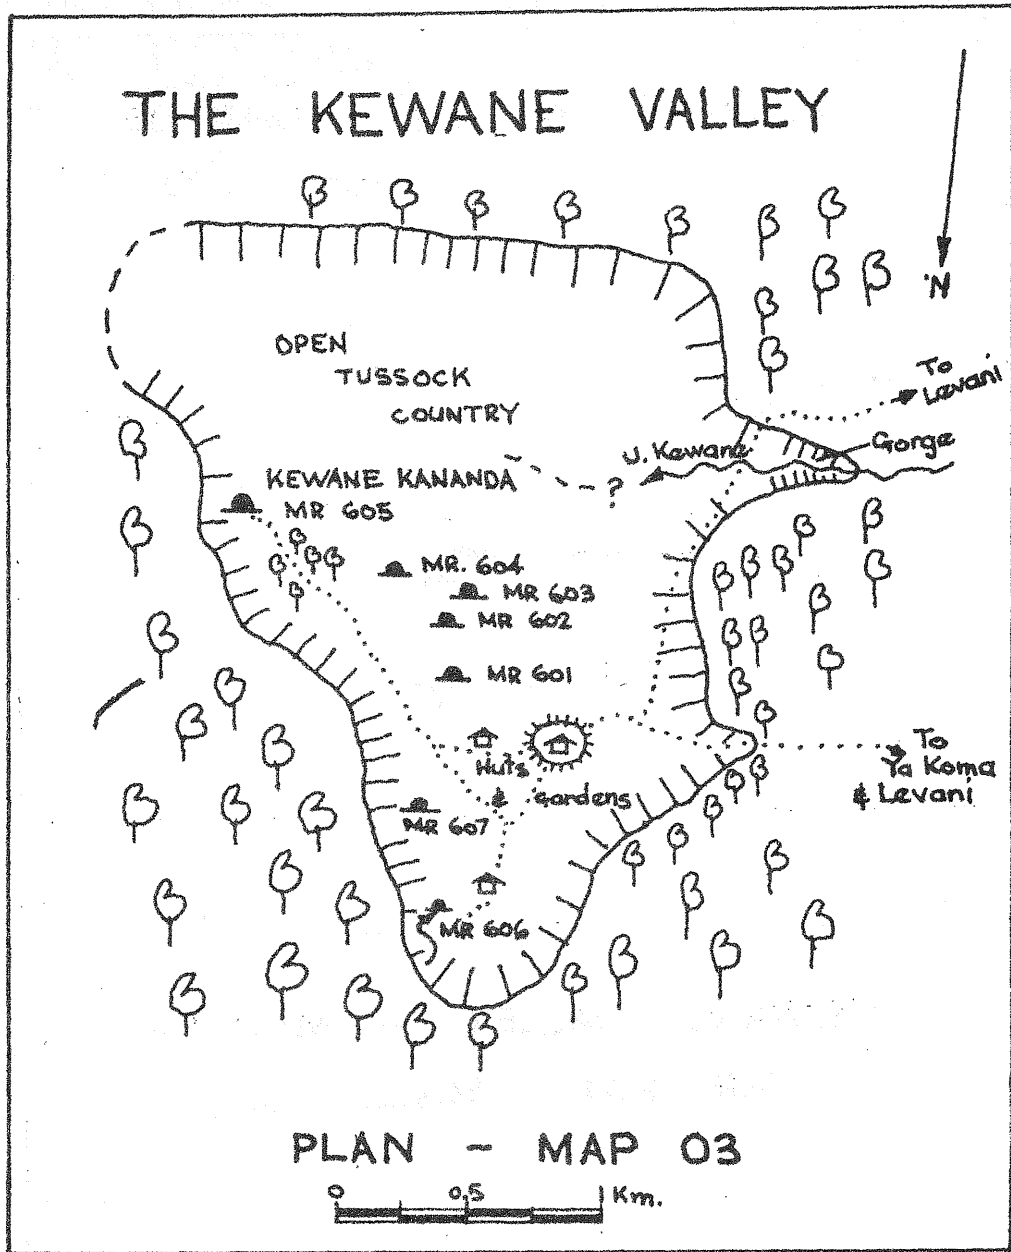 THE KEWANE VALLEY
N
OPEN
TUSSOCK
COUNTRY
To
Levani
U. Kewane
Gorge
?
KEWANE KANANDA
MR 605
MR. 604
MR 603
MR 602
MR 601
Huts
& Gardens
To
Ya Koma
& Levani
MR 607
MR 606
PLAN - MAP 03
0 0.5 1 Km.